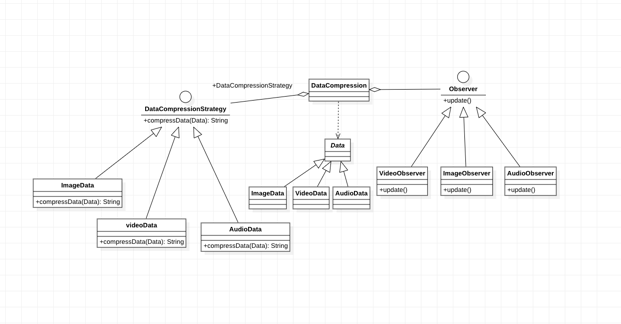 +DataCompressionStrategy
DataCompression
Observer
+update()
DataCompressionStrategy
+compressData(Data): String
Data
ImageData
+compressData(Data): String
videoData
+compressData(Data): String
AudioData
+compressData(Data): String
ImageData
VideoData
AudioData
VideoObserver
+update()
ImageObserver
+update()
AudioObserver
+update()